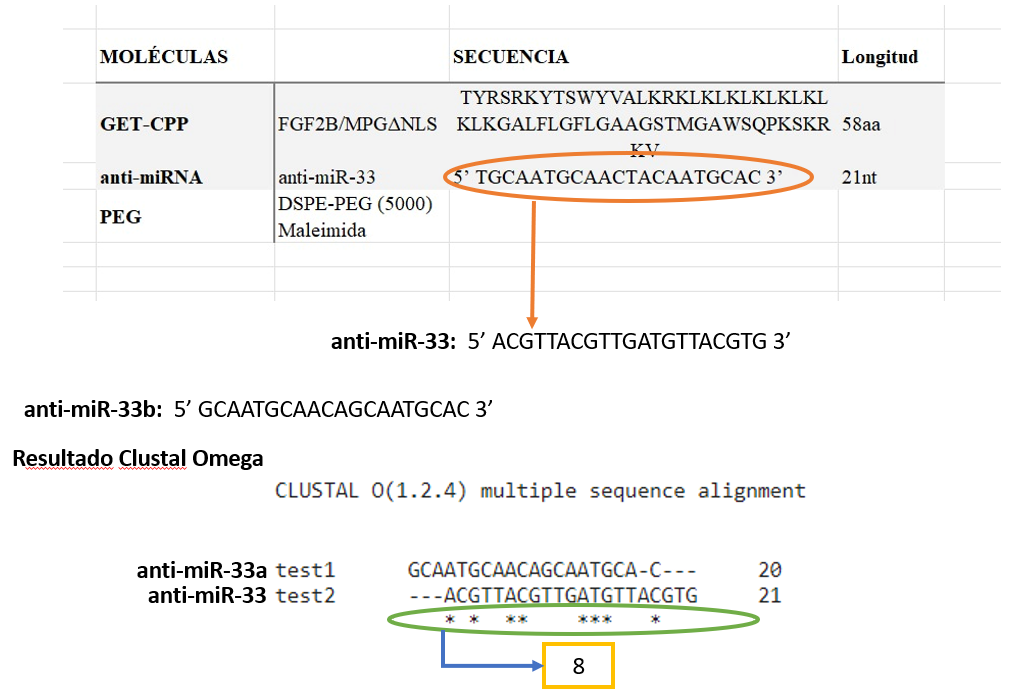 MOLÉCULAS SECUENCIA Longitud
TYRSRKYTSWYVALKRKLKLKLKLKLKL
GET-CPP FGF2B/MPGΔNLS KLKGALFLGFLGAAGSTMGAWSQPKSKR 58aa
KV
anti-miRNA anti-miR-33 5’ TGCAATGCAACTACAATGCAC 3’ 21nt
DSPE-PEG (5000)
PEG
Maleimida
anti-miR-33: 5’ ACGTTACGTTGATGTTACGTG 3’
anti-miR-33b: 5’ GCAATGCAACAGCAATGCAC 3’
Resultado Clustal Omega
CLUSTAL O(1.2.4) multiple sequence alignment
anti-miR-33a test1 GCAATGCAACAGCAATGCA-C--- 20
anti-miR-33 test2 ---ACGTTACGTTGATGTTACGTG 21
* * ** *** *
8